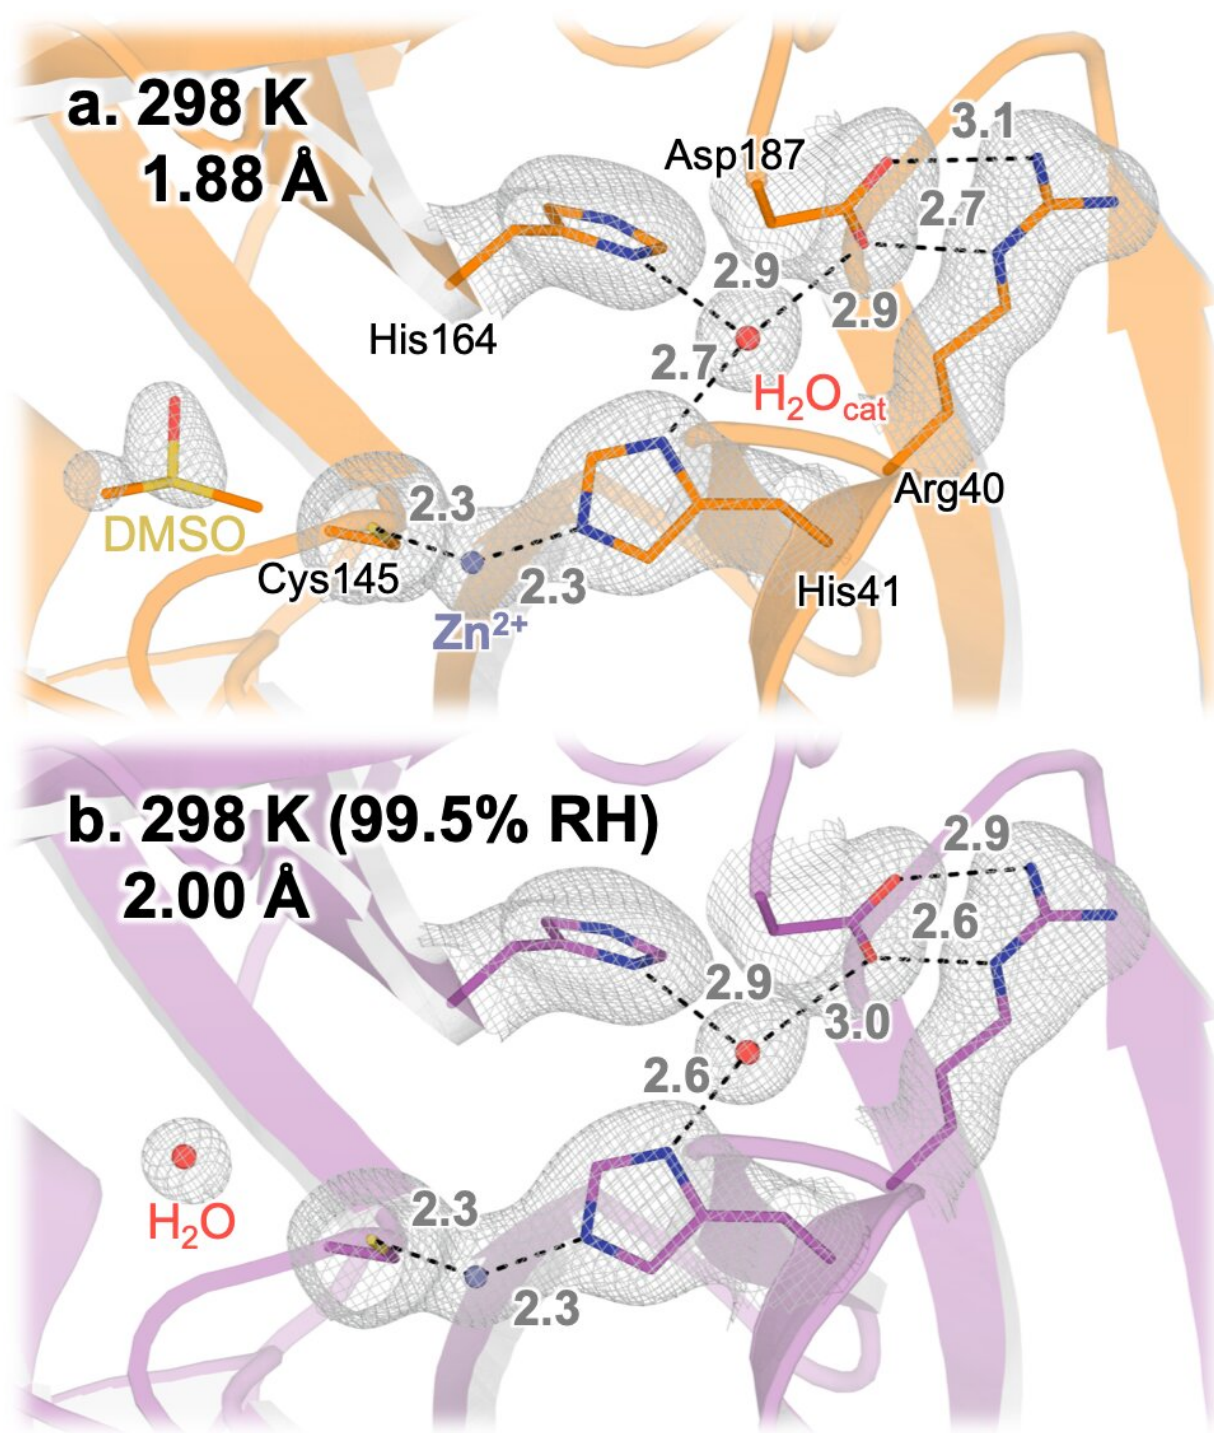 a. 298 K
1.88 Å
Asp187
3.1
2.7
2.9
2.9
His164
2.7
H₂Ocat
DMSO
2.3
Arg40
Cys145
2.3
His41
Zn²⁺
b. 298 K (99.5% RH)
2.00 Å
2.9
2.6
2.9
3.0
2.6
H₂O
2.3
2.3